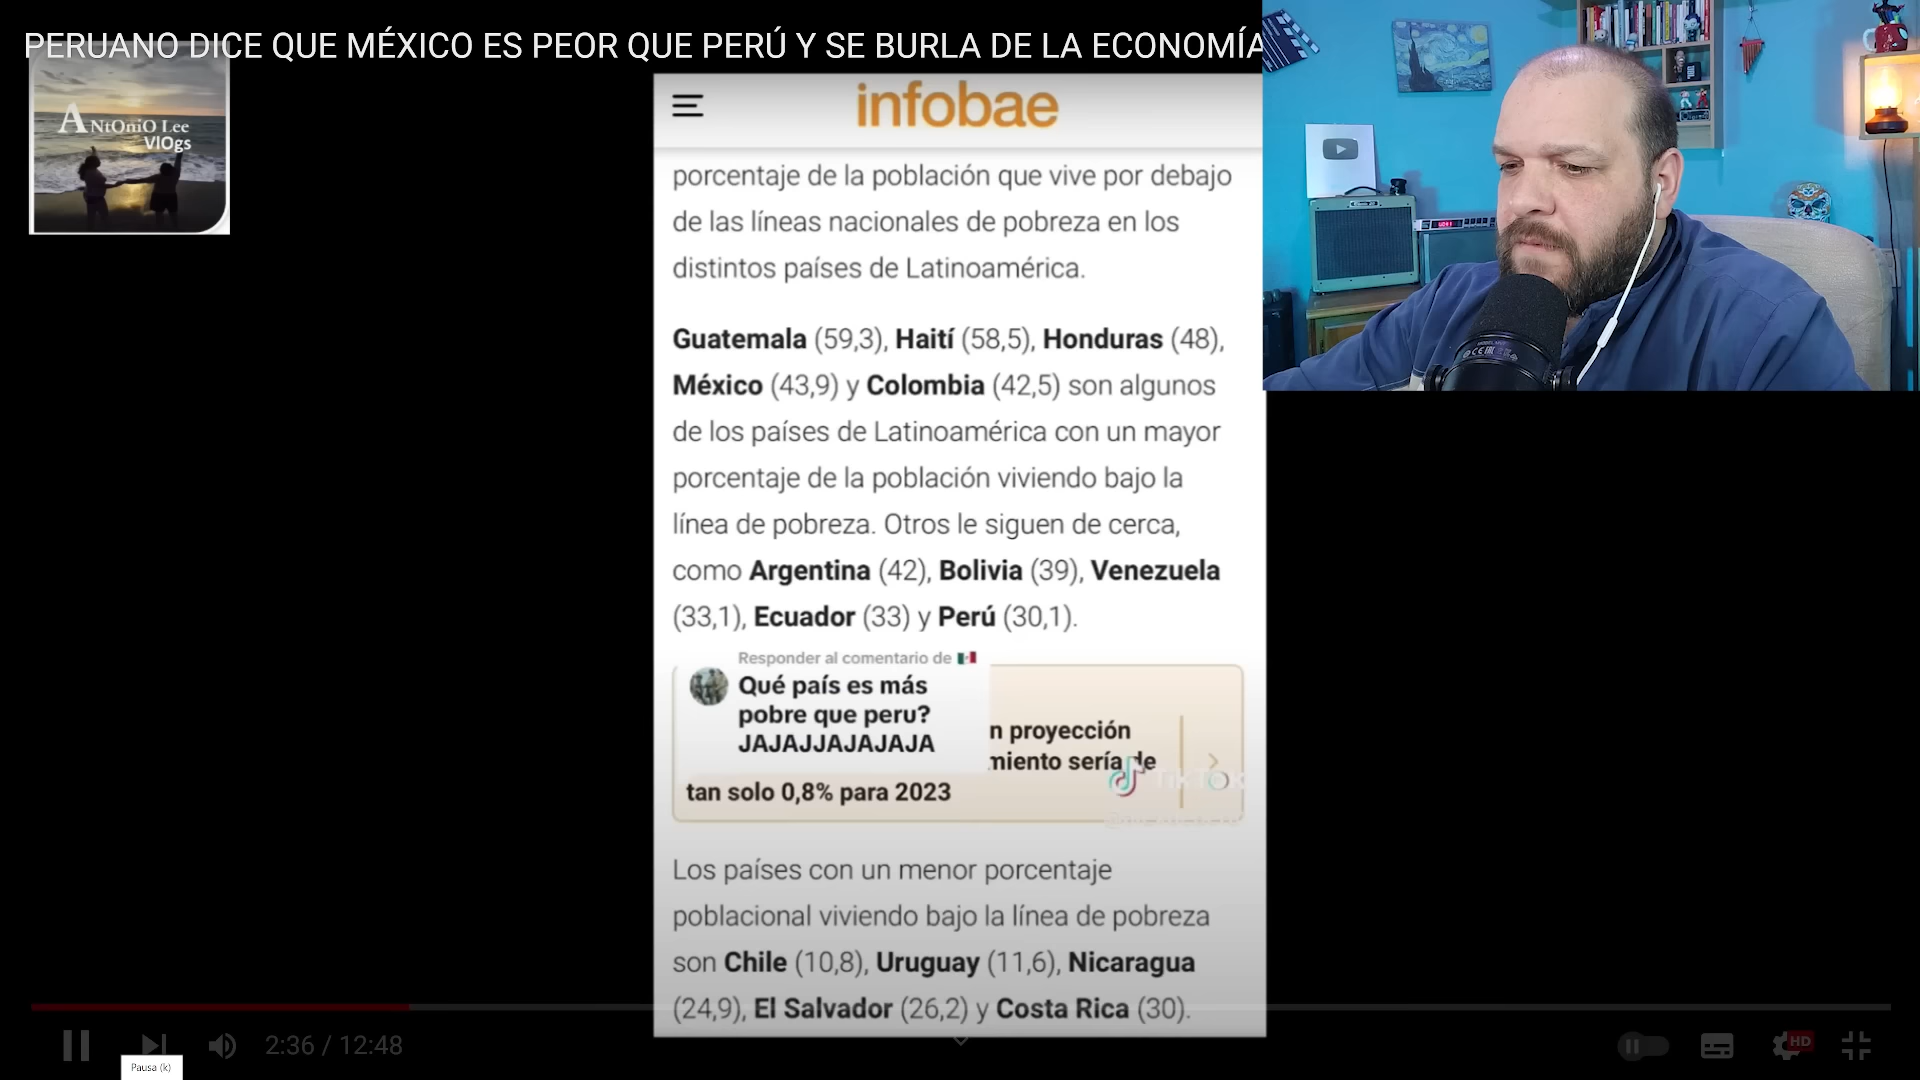 PERUANO DICE QUE MÉXICO ES PEOR QUE PERÚ Y SE BURLA DE LA ECONOMÍA
ANtOniO Lee
VlOgs
infobae
porcentaje de la población que vive por debajo
de las líneas nacionales de pobreza en los
distintos países de Latinoamérica.
Guatemala (59,3), Haití (58,5), Honduras (48),
México (43,9) y Colombia (42,5) son algunos
de los países de Latinoamérica con un mayor
porcentaje de la población viviendo bajo la
línea de pobreza. Otros le siguen de cerca,
como Argentina (42), Bolivia (39), Venezuela
(33,1), Ecuador (33) y Perú (30,1).
Responder al comentario de
Qué país es más
pobre que peru?
JAJAJJAJAJAJA
n proyección
miento sería de
tan solo 0,8% para 2023
TikTok
Los países con un menor porcentaje
poblacional viviendo bajo la línea de pobreza
son Chile (10,8), Uruguay (11,6), Nicaragua
(24,9), El Salvador (26,2) y Costa Rica (30).
2:36 / 12:48
HD
Pausa (k)